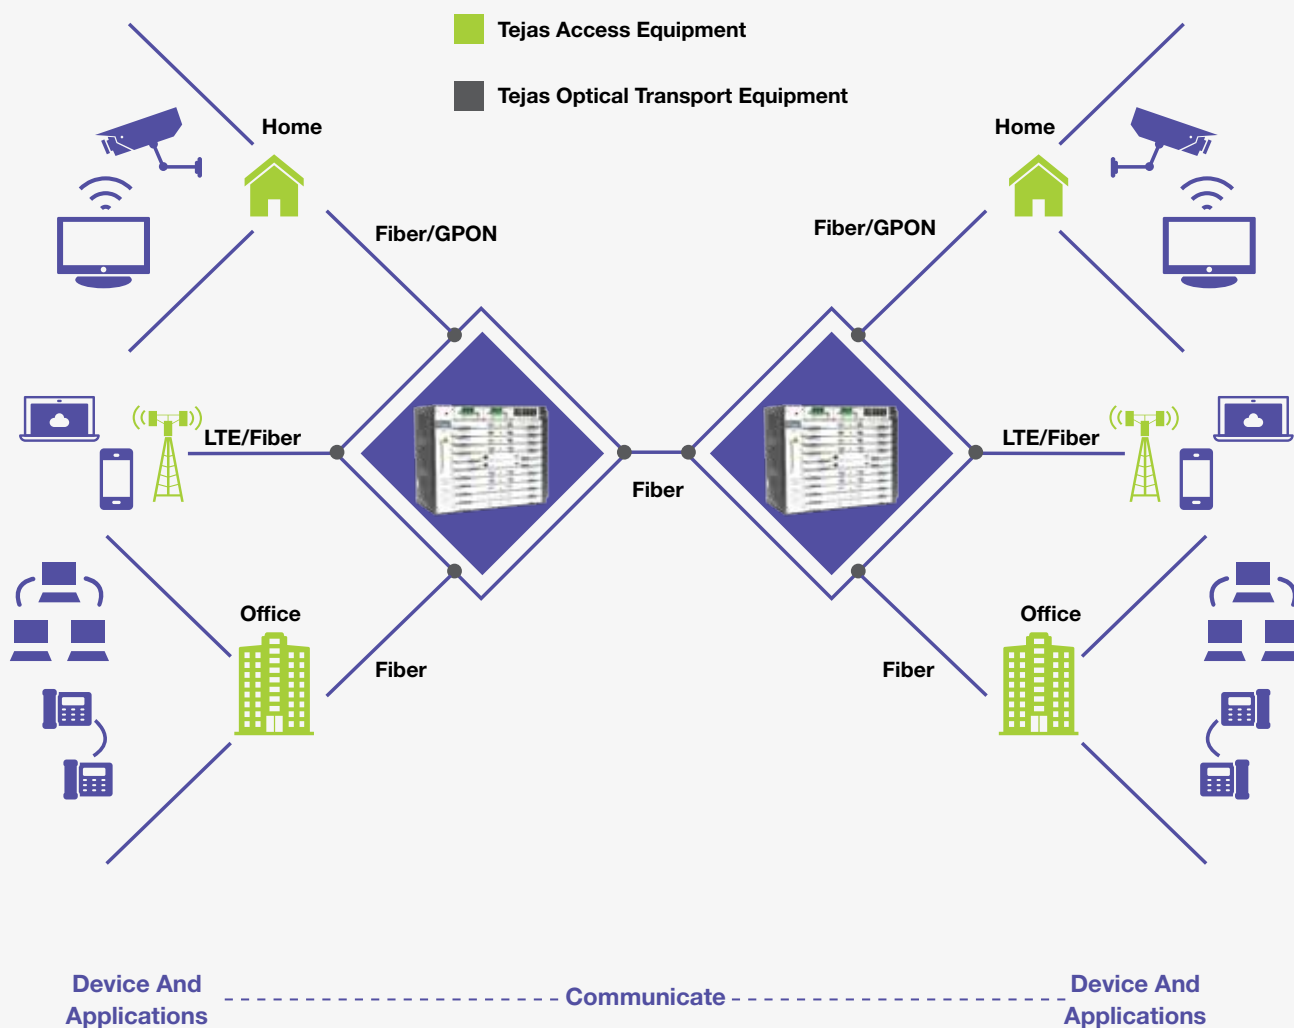 Tejas Access Equipment
Tejas Optical Transport Equipment
Home
Home
Fiber/GPON
Fiber/GPON
LTE/Fiber
LTE/Fiber
Fiber
Office
Office
Fiber
Fiber
Device And
Applications
Communicate
Device And
Applications